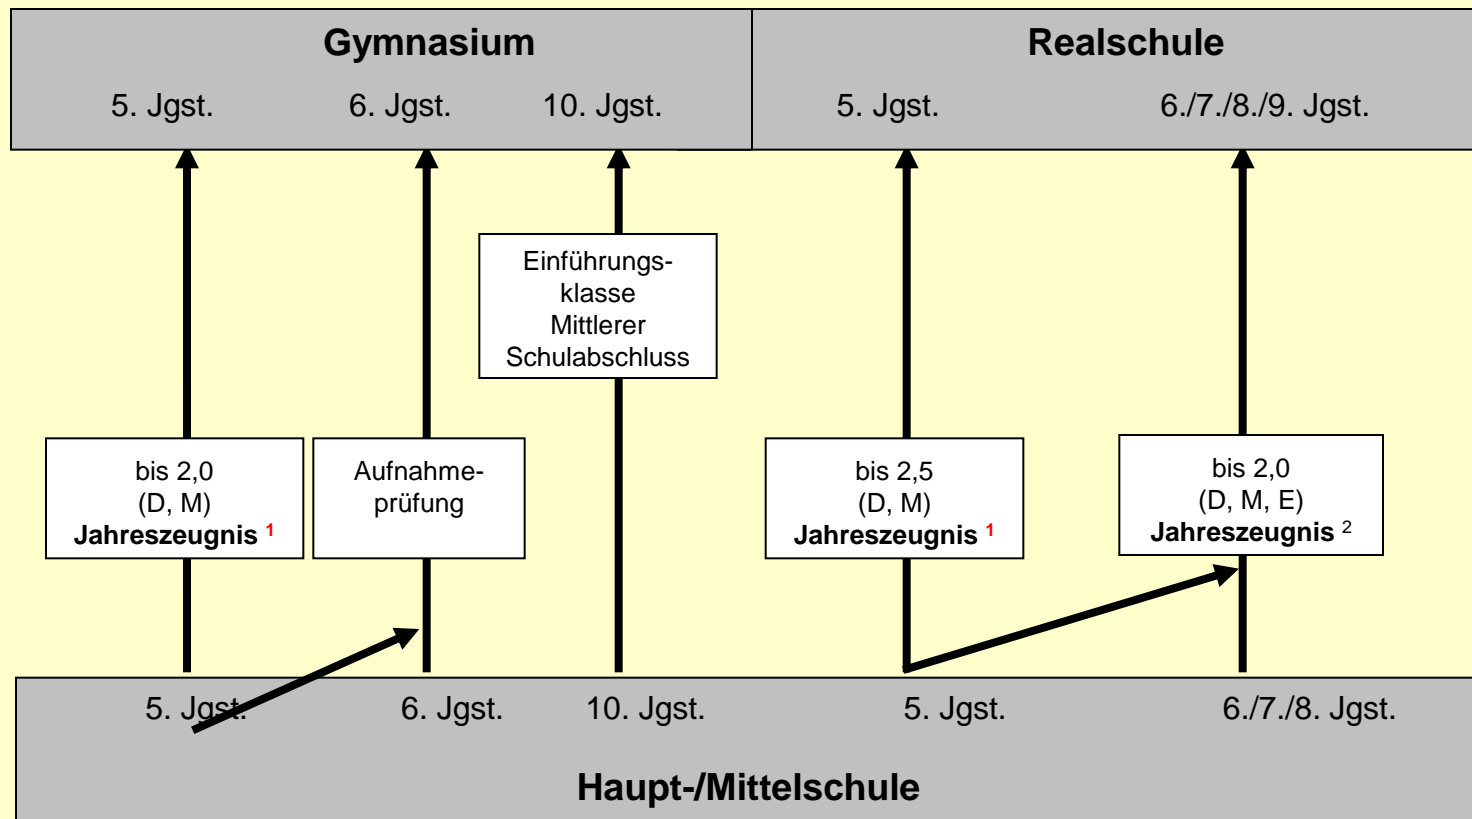 Gymnasium
5. Jgst.
6. Jgst.
10. Jgst.
Realschule
5. Jgst.
6./7./8./9. Jgst.
Einführungs-
klasse
Mittlerer
Schulabschluss
bis 2,0
(D, M)
Jahreszeugnis ¹
Aufnahme-
prüfung
bis 2,5
(D, M)
Jahreszeugnis ¹
bis 2,0
(D, M, E)
Jahreszeugnis ²
5. Jgst.
6. Jgst.
10. Jgst.
5. Jgst.
6./7./8. Jgst.
Haupt-/Mittelschule